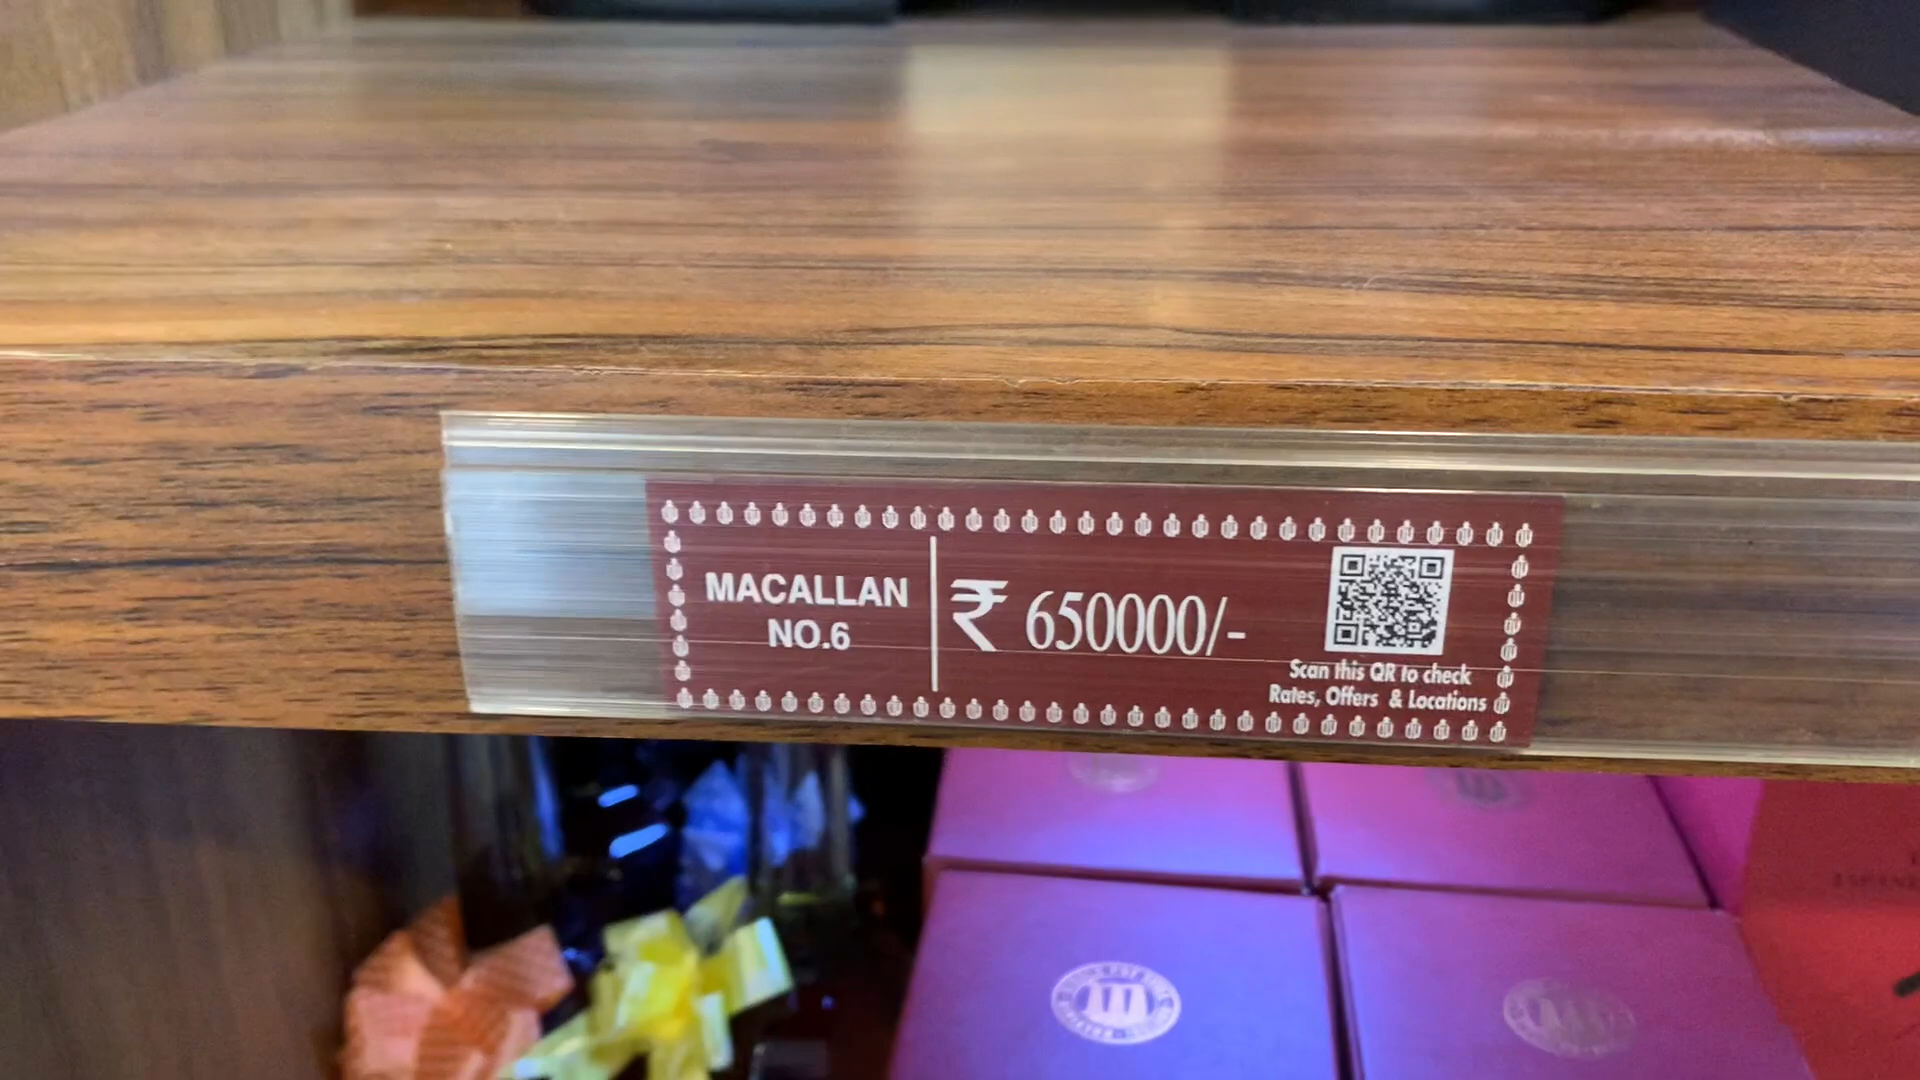 MACALLAN
NO.6
₹ 650000/-
Scan this QR to check
Rates, Offers & Locations